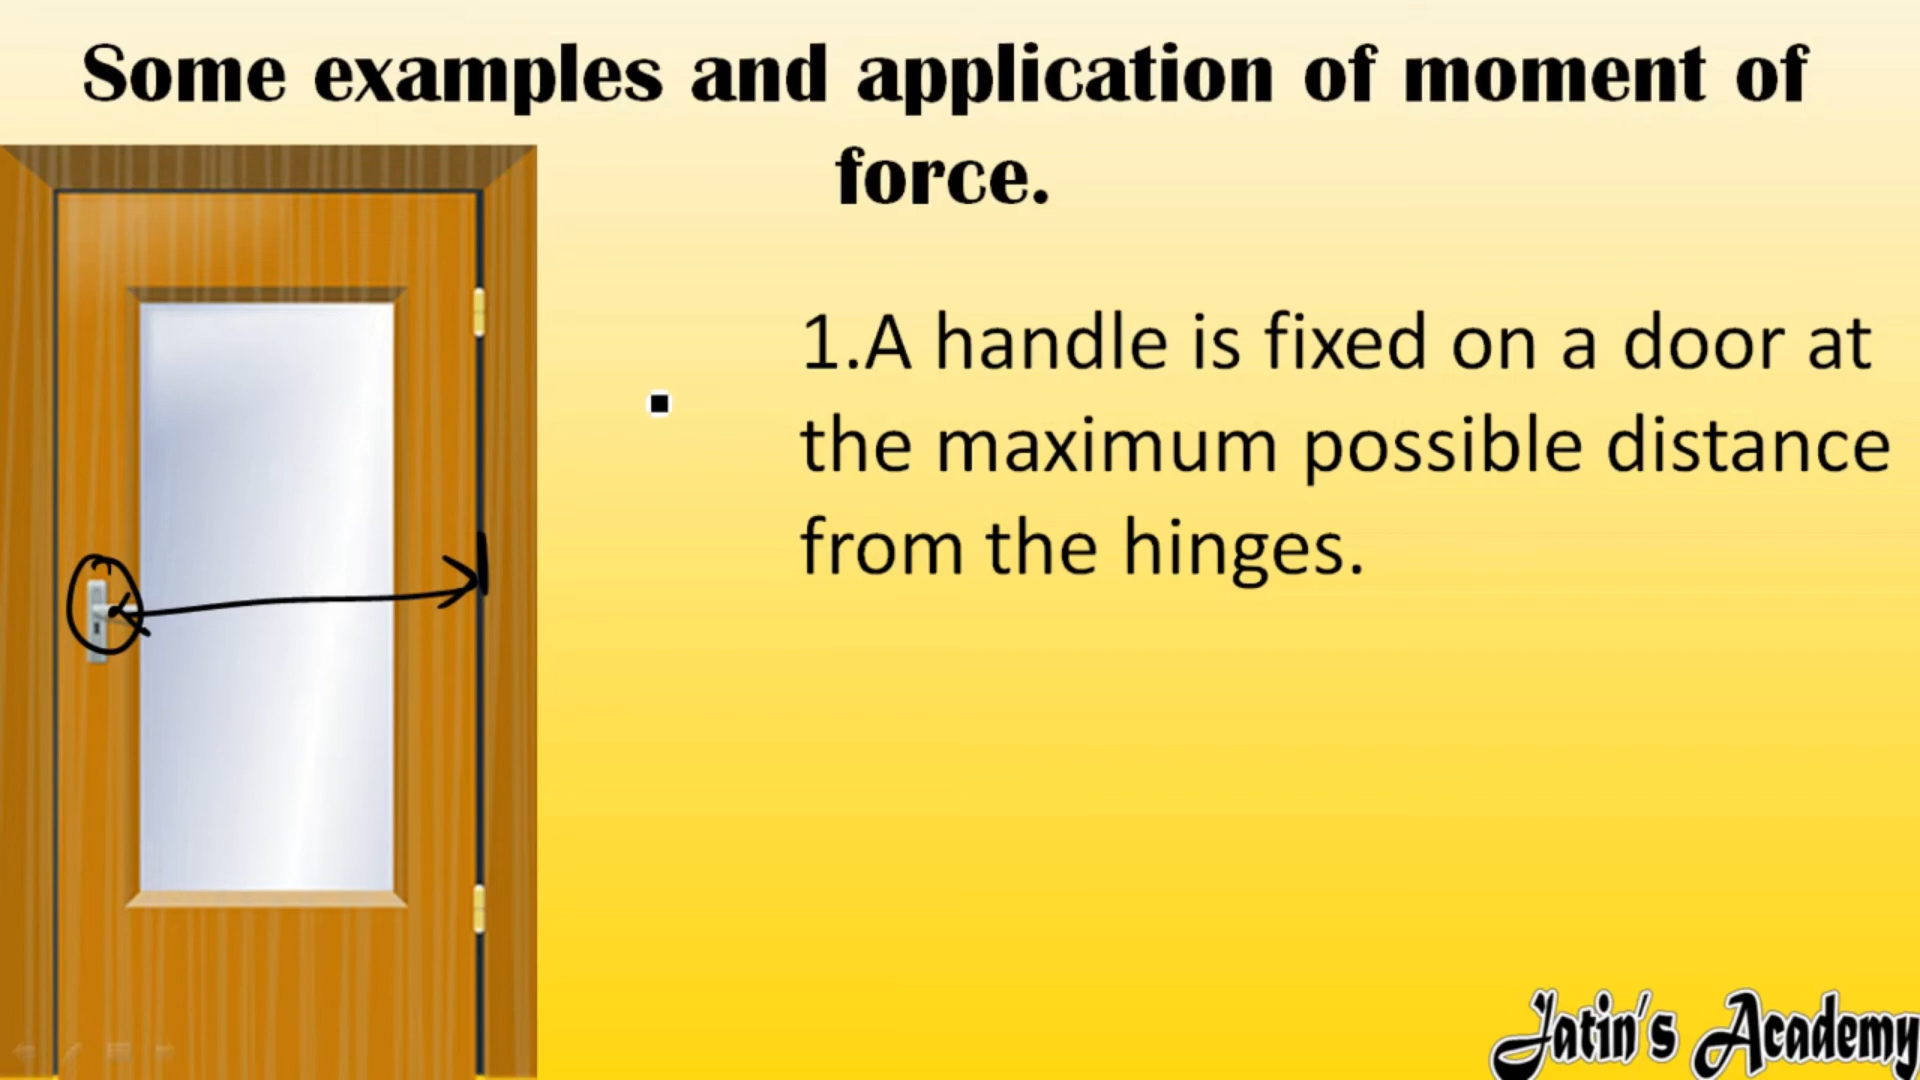 Some examples and application of moment of
force.
1.A handle is fixed on a door at
the maximum possible distance
from the hinges.
Jatin's Academy